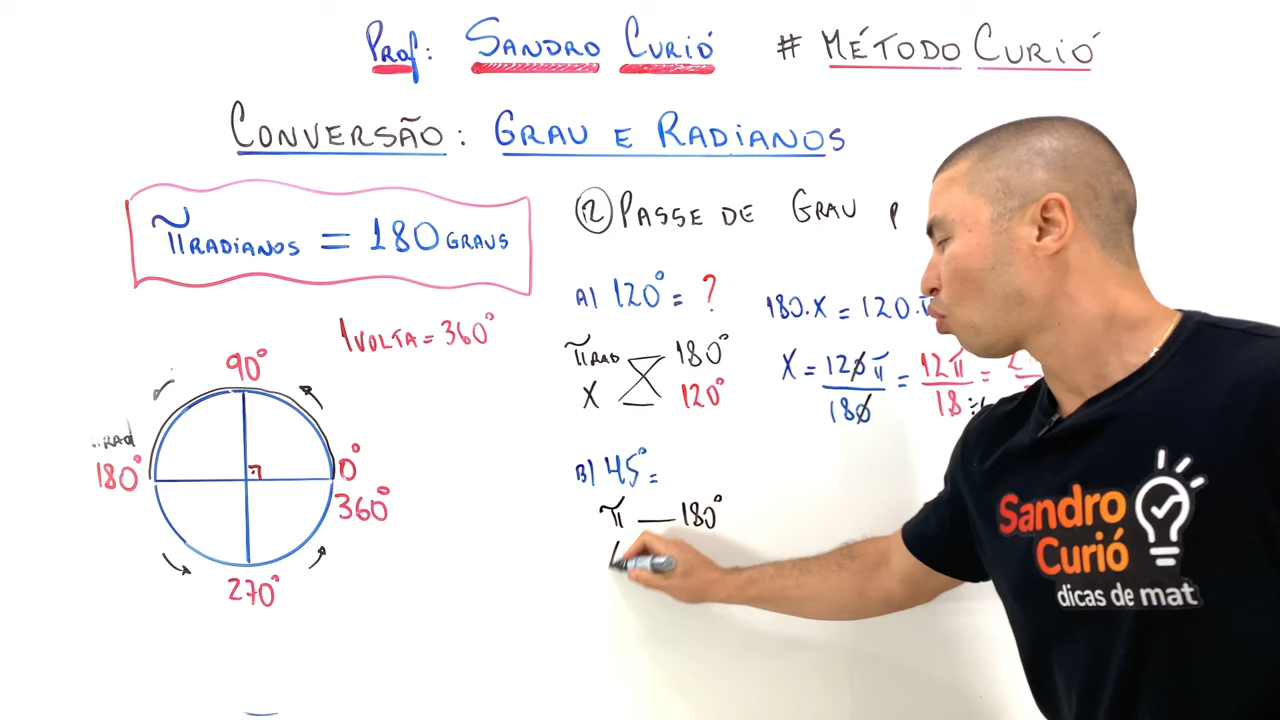 Prof: SANDRO CURIÓ # MÉTODO CURIÓ
CONVERSÃO: GRAU E RADIANOS
π RADIANOS = 180 GRAUS
1 VOLTA = 360°
90°
rad
180°
0°
360°
270°
2 PASSE DE GRAU P
A) 120° = ?
π RAD 180°
X 120°
180.X = 120.π
X = 120π/180 = 12π/18 =
B) 45° =
π — 180°
Sandro
Curió
dicas de mat